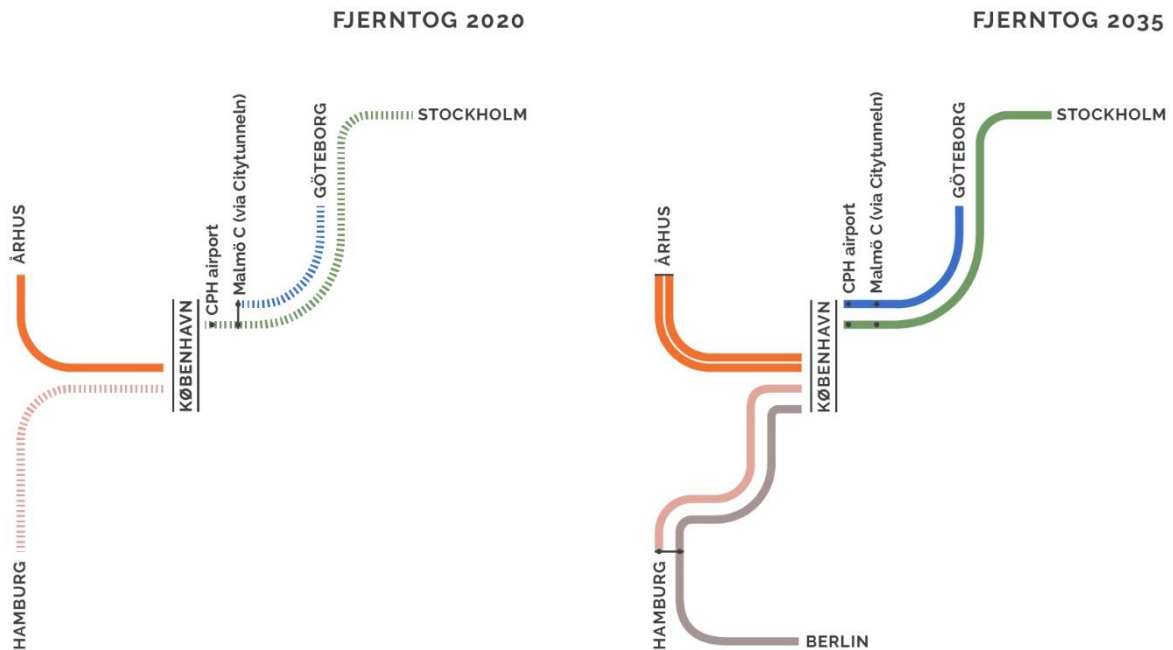 FJERNTOG 2020
STOCKHOLM
GÖTEBORG
Malmö C (via Citytunneln)
CPH airport
ÅRHUS
KØBENHAVN
HAMBURG
FJERNTOG 2035
STOCKHOLM
GÖTEBORG
Malmö C (via Citytunneln)
CPH airport
ÅRHUS
KØBENHAVN
HAMBURG
BERLIN